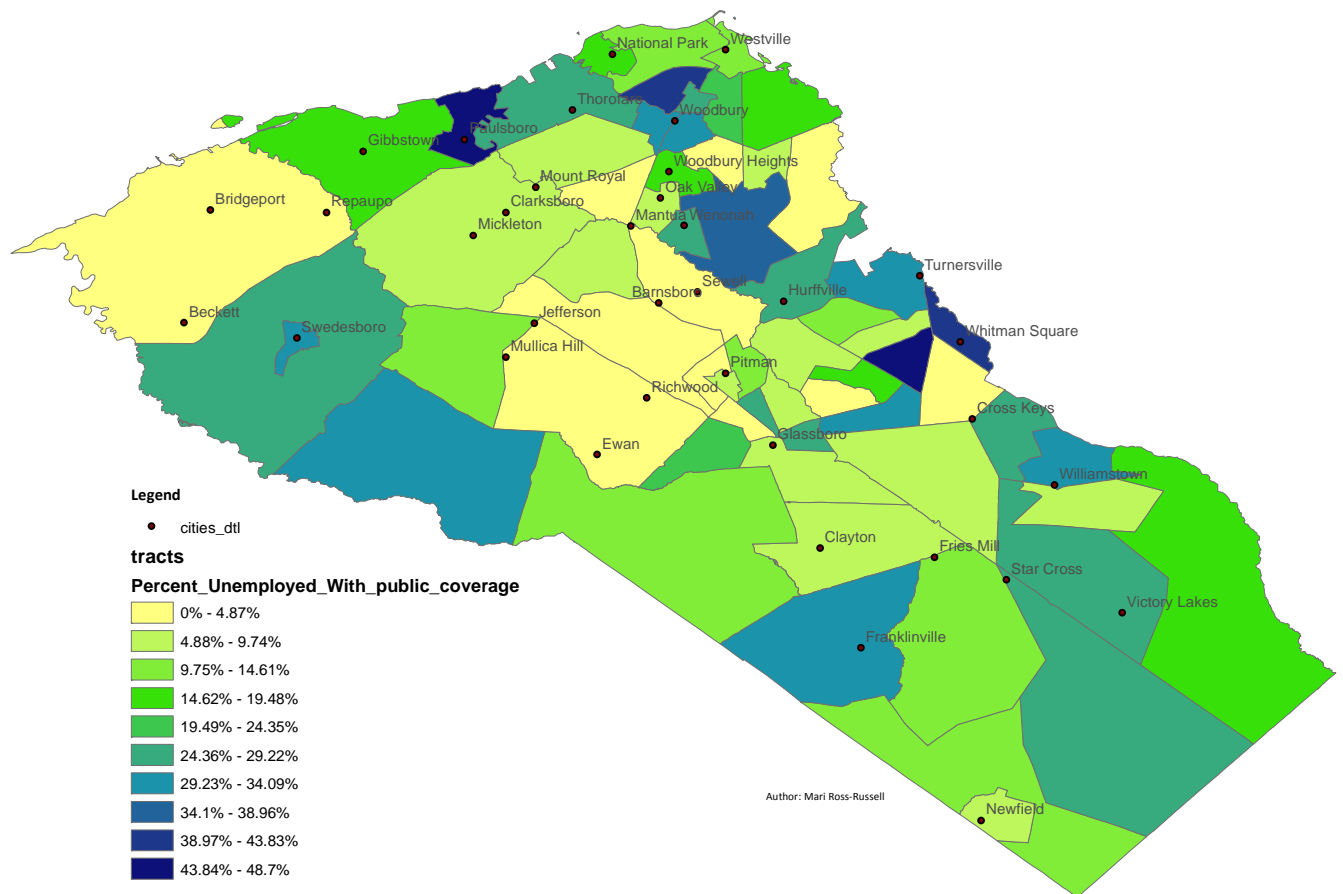 National Park
Westville
Thorofare
Woodbury
Paulsboro
Gibbstown
Woodbury Heights
Mount Royal
Oak Valley
Bridgeport
Repaupo
Clarksboro
Mickleton
Mantua
Wenonah
Turnersville
Sewell
Barnsboro
Hurffville
Beckett
Swedesboro
Jefferson
Whitman Square
Mullica Hill
Pitman
Richwood
Cross Keys
Ewan
Glassboro
Williamstown
Clayton
Fries Mill
Star Cross
Victory Lakes
Franklinville
Newfield
Legend
cities_dtl
tracts
Percent_Unemployed_With_public_coverage
0% - 4.87%
4.88% - 9.74%
9.75% - 14.61%
14.62% - 19.48%
19.49% - 24.35%
24.36% - 29.22%
29.23% - 34.09%
34.1% - 38.96%
38.97% - 43.83%
43.84% - 48.7%
Author: Mari Ross-Russell